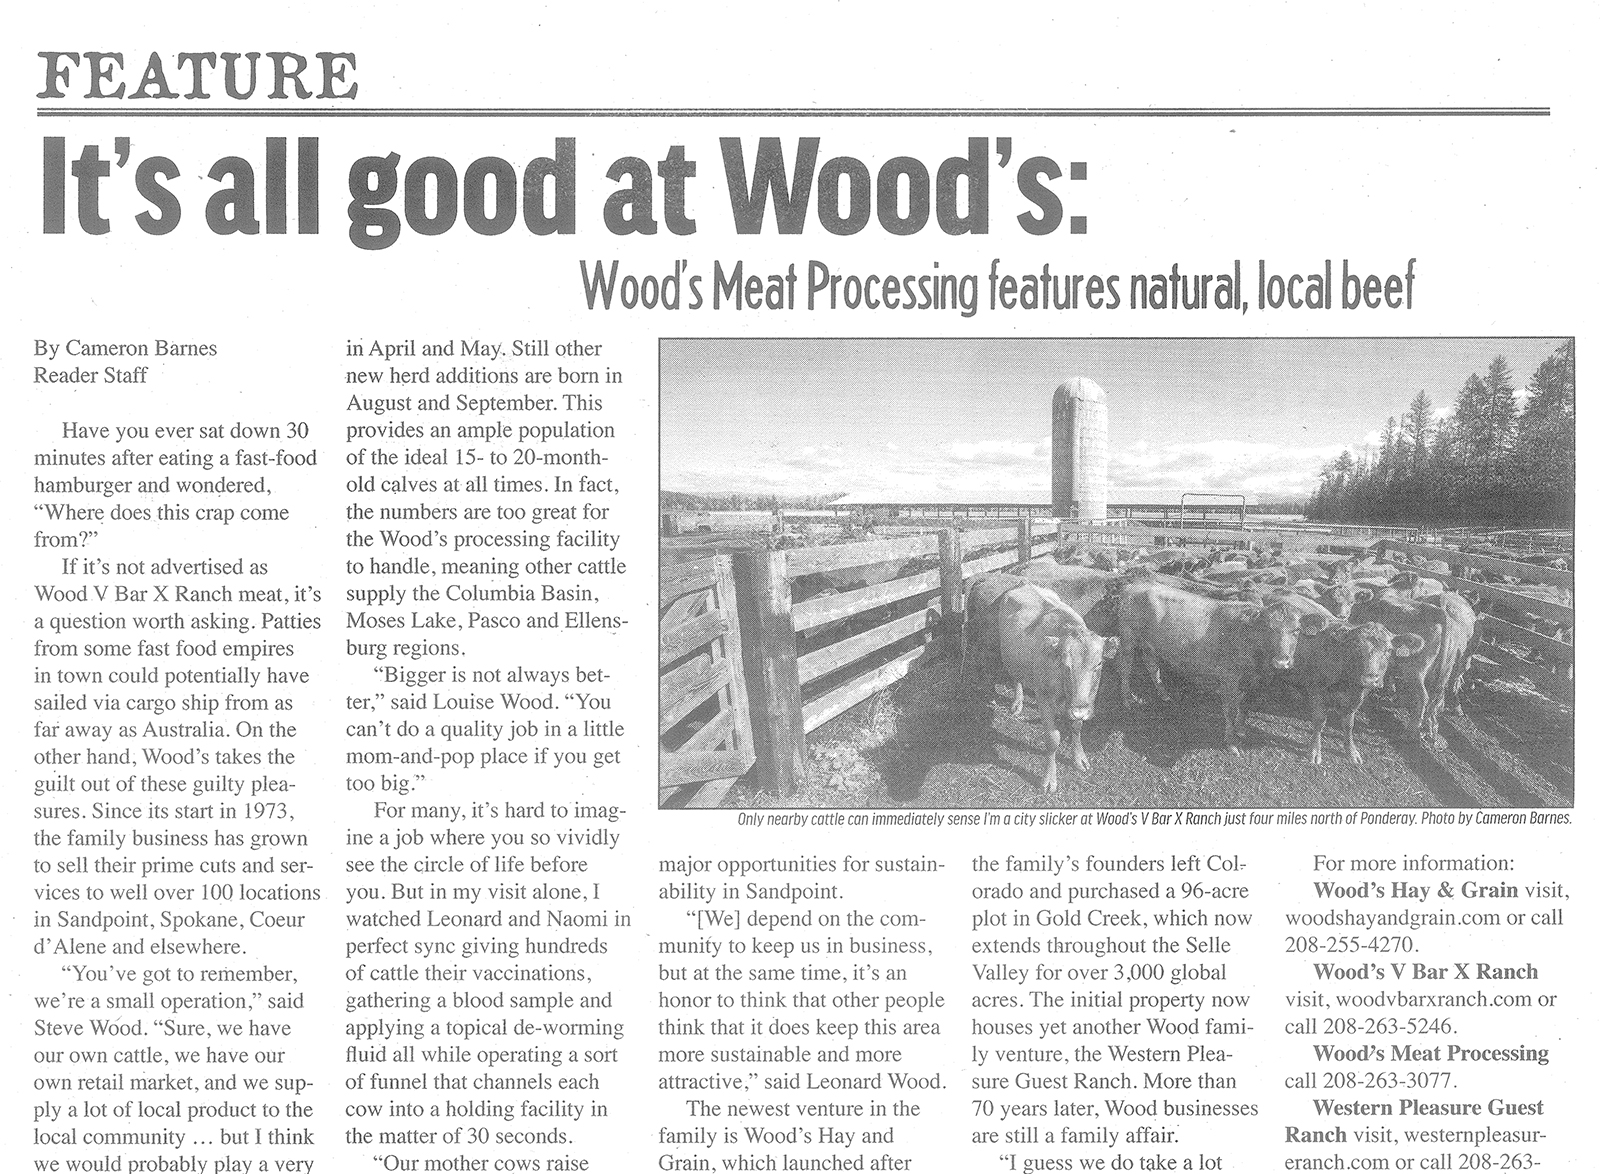 FEATURE
It's all good at Wood's:
Wood's Meat Processing features natural, local beef
By Cameron Barnes
Reader Staff
Have you ever sat down 30
minutes after eating a fast-food
hamburger and wondered,
“Where does this crap come
from?”
If it's not advertised as
Wood V Bar X Ranch meat, it's
a question worth asking. Patties
from some fast food empires
in town could potentially have
sailed via cargo ship from as
far away as Australia. On the
other hand, Wood's takes the
guilt out of these guilty plea-
sures. Since its start in 1973,
the family business has grown
to sell their prime cuts and ser-
vices to well over 100 locations
in Sandpoint, Spokane, Coeur
d'Alene and elsewhere.
“You've got to remember,
we're a small operation,” said
Steve Wood. “Sure, we have
our own cattle, we have our
own retail market, and we sup-
ply a lot of local product to the
local community ... but I think
we would probably play a very
in April and May. Still other
new herd additions are born in
August and September. This
provides an ample population
of the ideal 15- to 20-month-
old calves at all times. In fact,
the numbers are too great for
the Wood's processing facility
to handle, meaning other cattle
supply the Columbia Basin,
Moses Lake, Pasco and Ellens-
burg regions.
“Bigger is not always bet-
ter,” said Louise Wood. “You
can't do a quality job in a little
mom-and-pop place if you get
too big.”
For many, it's hard to imag-
ine a job where you so vividly
see the circle of life before
you. But in my visit alone, I
watched Leonard and Naomi in
perfect sync giving hundreds
of cattle their vaccinations,
gathering a blood sample and
applying a topical de-worming
fluid all while operating a sort
of funnel that channels each
cow into a holding facility in
the matter of 30 seconds.
“Our mother cows raise
Only nearby cattle can immediately sense I'm a city slicker at Wood's V Bar X Ranch just four miles north of Ponderay. Photo by Cameron Barnes.
major opportunities for sustain-
ability in Sandpoint.
“[We] depend on the com-
munity to keep us in business,
but at the same time, it's an
honor to think that other people
think that it does keep this area
more sustainable and more
attractive,” said Leonard Wood.
The newest venture in the
family is Wood's Hay and
Grain, which launched after
the family's founders left Col-
orado and purchased a 96-acre
plot in Gold Creek, which now
extends throughout the Selle
Valley for over 3,000 global
acres. The initial property now
houses yet another Wood fami-
ly venture, the Western Plea-
sure Guest Ranch. More than
70 years later, Wood businesses
are still a family affair.
“I guess we do take a lot
For more information:
Wood's Hay & Grain visit,
woodshayandgrain.com or call
208-255-4270.
Wood's V Bar X Ranch
visit, woodvbarxranch.com or
call 208-263-5246.
Wood's Meat Processing
call 208-263-3077.
Western Pleasure Guest
Ranch visit, westernpleasur-
eranch.com or call 208-263-